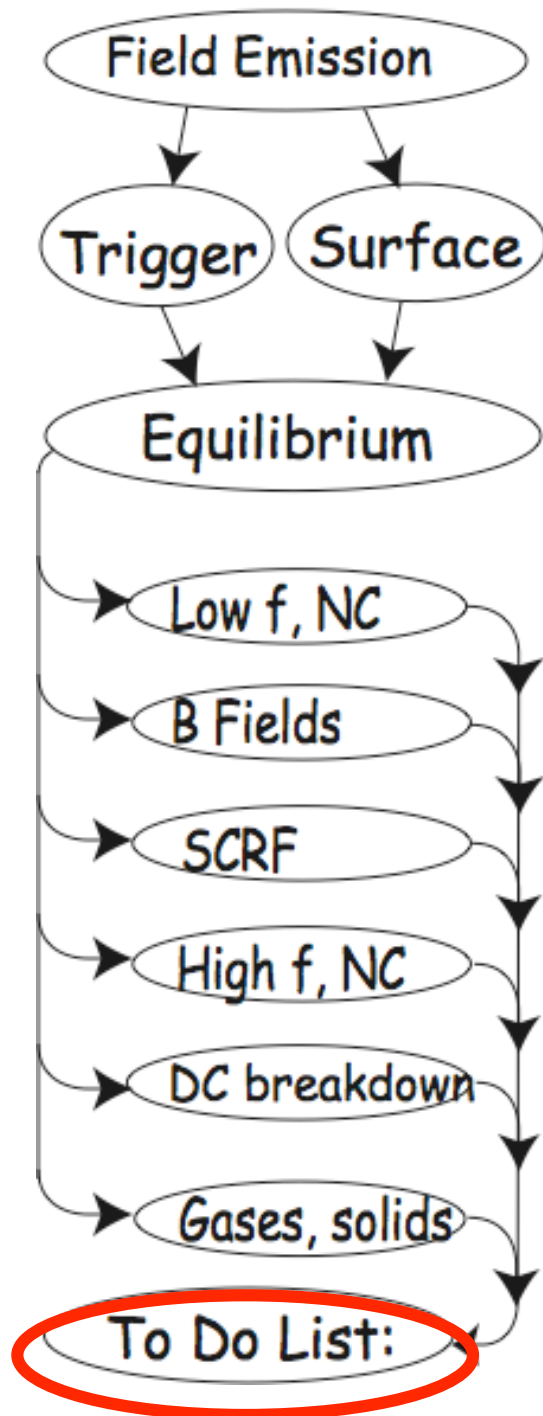 Field Emission
Trigger
Surface
Equilibrium
Low f, NC
B Fields
SCRF
High f, NC
DC breakdown
Gases, solids
To Do List: